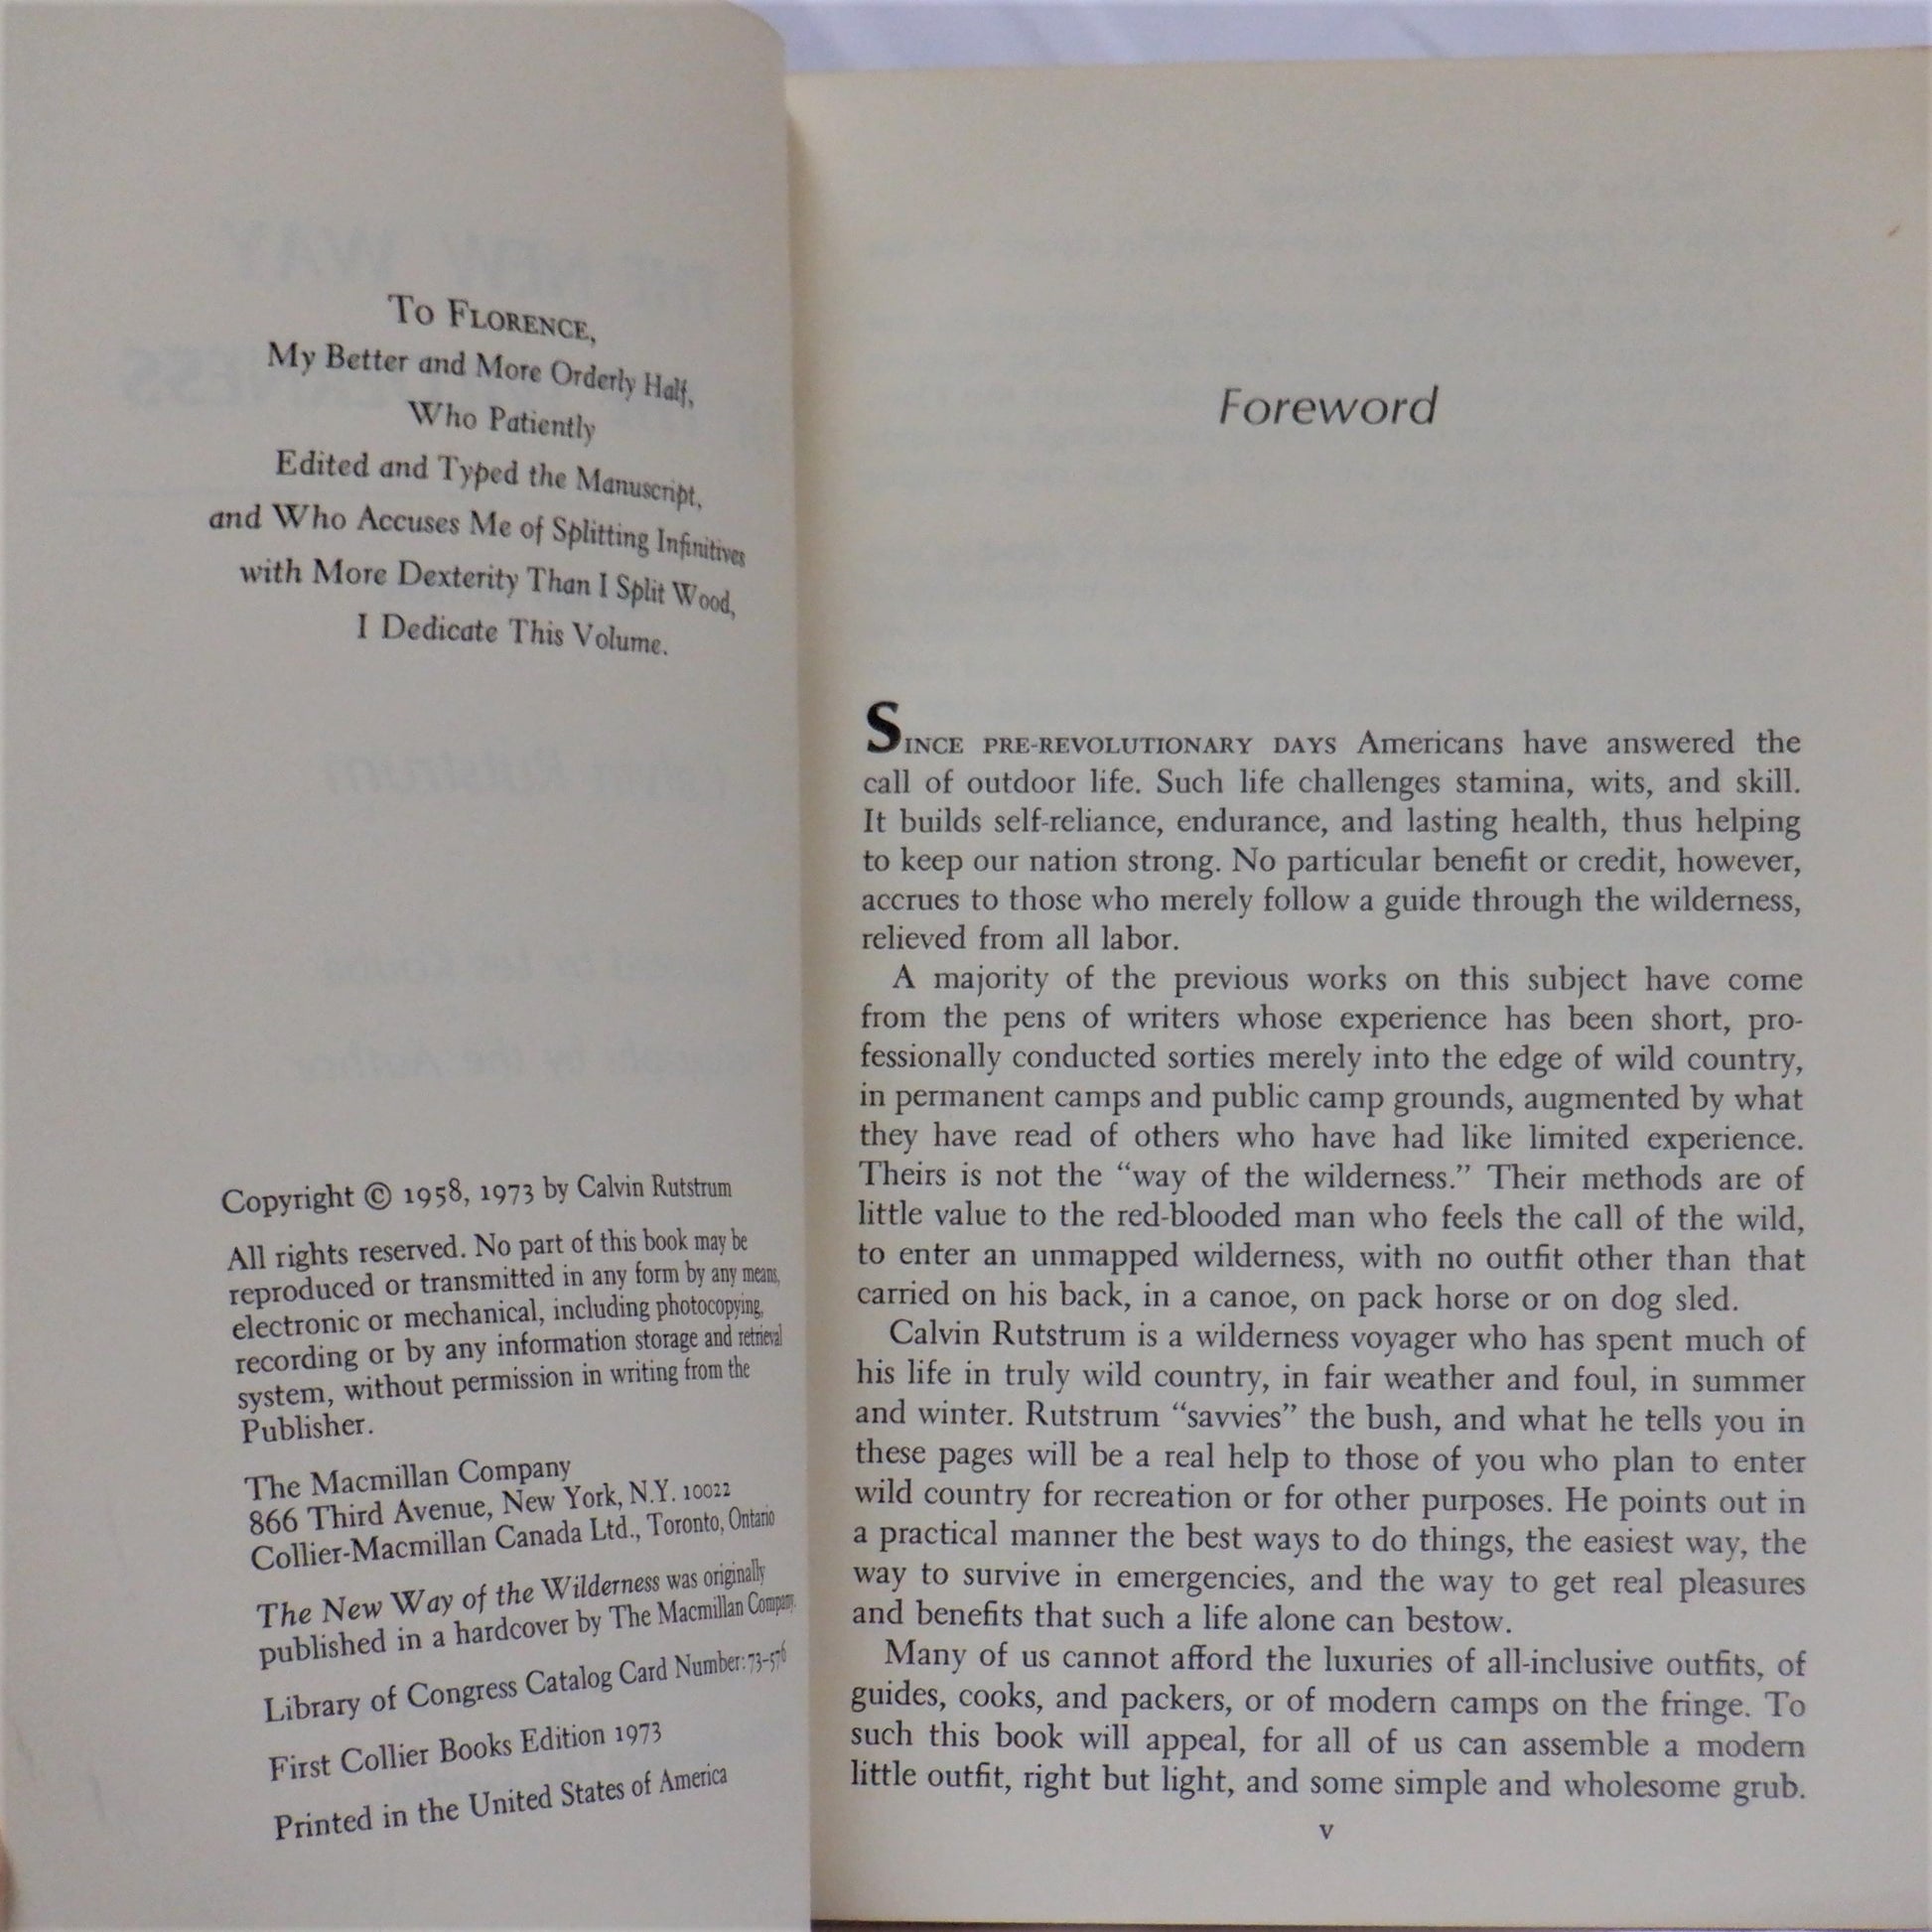 To Florence,
My Better and More Orderly Half,
Who Patiently
Edited and Typed the Manuscript,
and Who Accuses Me of Splitting Infinitives
with More Dexterity Than I Split Wood,
I Dedicate This Volume.
Copyright © 1958, 1973 by Calvin Rutstrum
All rights reserved. No part of this book may be
reproduced or transmitted in any form by any means,
electronic or mechanical, including photocopying,
recording or by any information storage and retrieval
system, without permission in writing from the
Publisher.
The Macmillan Company
866 Third Avenue, New York, N.Y. 10022
Collier-Macmillan Canada Ltd., Toronto, Ontario
The New Way of the Wilderness was originally
published in a hardcover by The Macmillan Company.
Library of Congress Catalog Card Number: 73-576
First Collier Books Edition 1973
Printed in the United States of America
Foreword
SINCE PRE-REVOLUTIONARY DAYS Americans have answered the
call of outdoor life. Such life challenges stamina, wits, and skill.
It builds self-reliance, endurance, and lasting health, thus helping
to keep our nation strong. No particular benefit or credit, however,
accrues to those who merely follow a guide through the wilderness,
relieved from all labor.
A majority of the previous works on this subject have come
from the pens of writers whose experience has been short, pro-
fessionally conducted sorties merely into the edge of wild country,
in permanent camps and public camp grounds, augmented by what
they have read of others who have had like limited experience.
Theirs is not the “way of the wilderness.” Their methods are of
little value to the red-blooded man who feels the call of the wild,
to enter an unmapped wilderness, with no outfit other than that
carried on his back, in a canoe, on pack horse or on dog sled.
Calvin Rutstrum is a wilderness voyager who has spent much of
his life in truly wild country, in fair weather and foul, in summer
and winter. Rutstrum “savvies” the bush, and what he tells you in
these pages will be a real help to those of you who plan to enter
wild country for recreation or for other purposes. He points out in
a practical manner the best ways to do things, the easiest way, the
way to survive in emergencies, and the way to get real pleasures
and benefits that such a life alone can bestow.
Many of us cannot afford the luxuries of all-inclusive outfits, of
guides, cooks, and packers, or of modern camps on the fringe. To
such this book will appeal, for all of us can assemble a modern
little outfit, right but light, and some simple and wholesome grub.
v